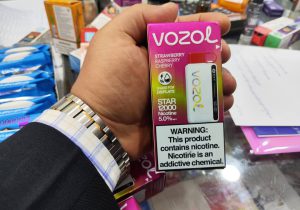 VOZOL
STRAWBERRY
RASPBERRY
CHERRY
STAR
12000
Nicotine
5.0%
VOZOL
WARNING:
This product
contains nicotine.
Nicotine is an
addictive chemical.